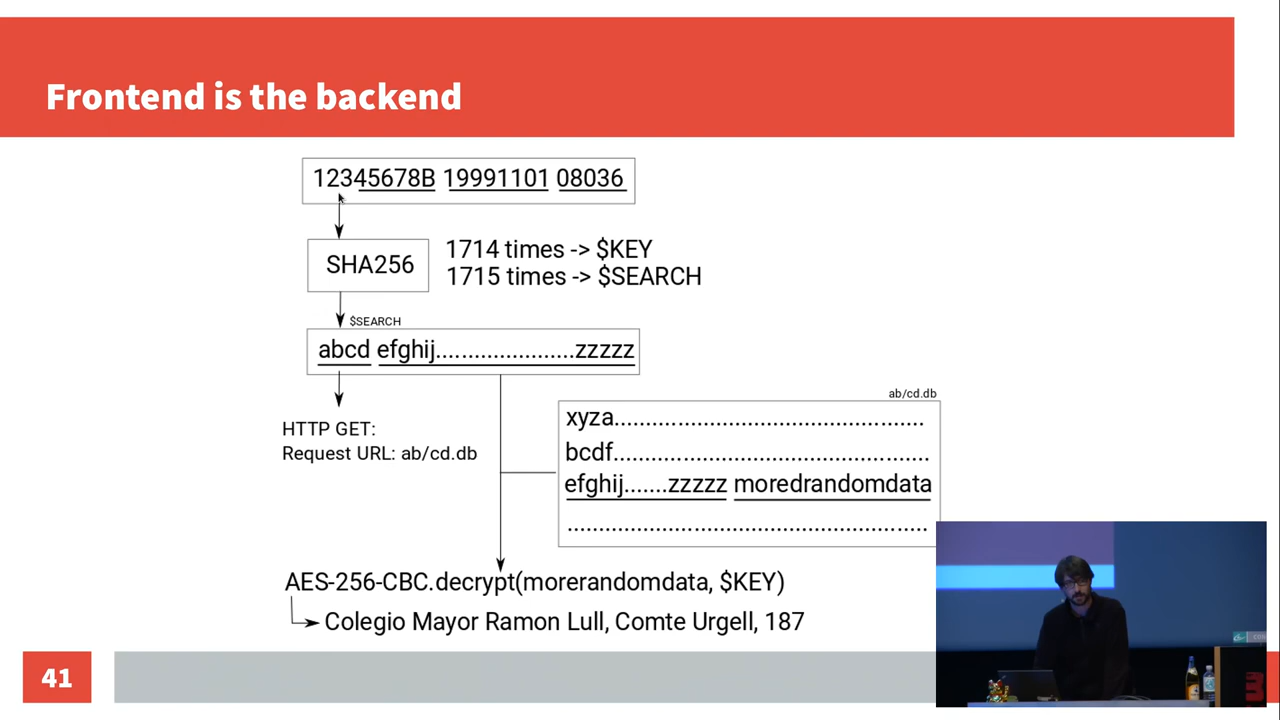 Frontend is the backend
12345678B 19991101 08036
SHA256
1714 times -> $KEY
1715 times -> $SEARCH
$SEARCH
abcd efghij......................zzzzz
HTTP GET:
Request URL: ab/cd.db
ab/cd.db
xyza.................................................
bcdf..................................................
efghij.......zzzzz moredrandomdata
.........................................................
AES-256-CBC.decrypt(morerandomdata, $KEY)
Colegio Mayor Ramon Lull, Comte Urgell, 187
41